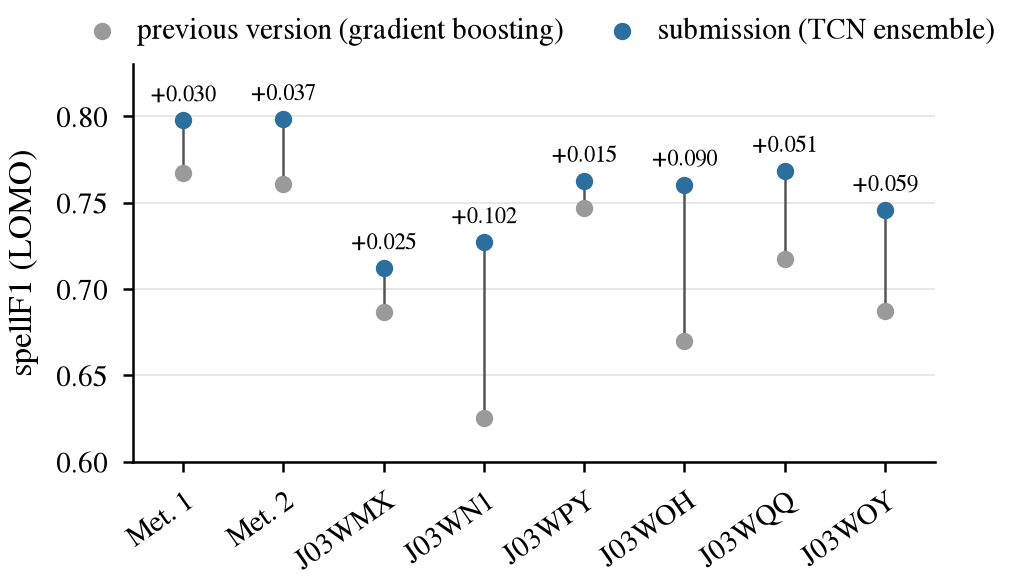 previous version (gradient boosting) submission (TCN ensemble)
spellF1 (LOMO)
0.80
0.75
0.70
0.65
0.60
+0.030
+0.037
+0.025
+0.102
+0.015
+0.090
+0.051
+0.059
Met. 1
Met. 2
J03WMX
J03WN1
J03WPY
J03WOH
J03WQQ
J03WOY